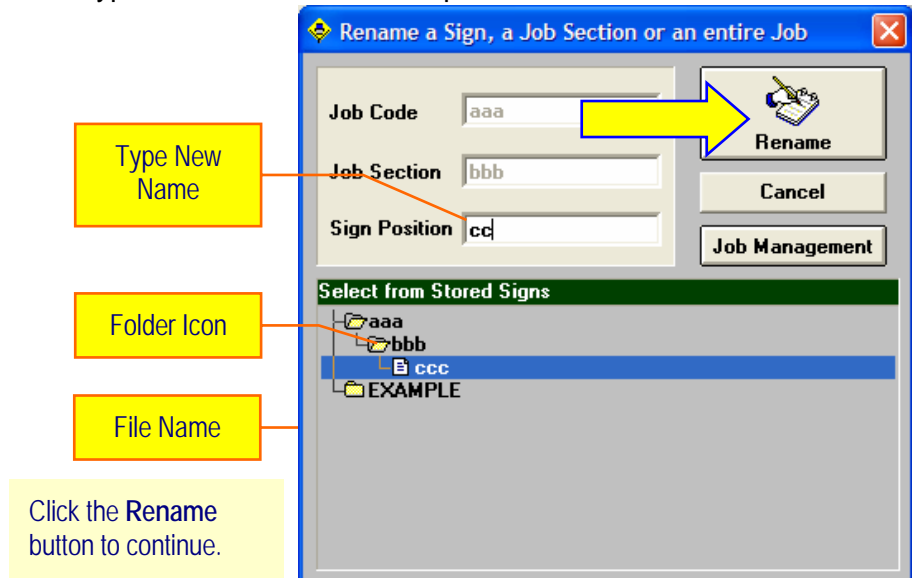 Rename a Sign, a Job Section or an entire Job
Job Code aaa
Rename
Type New
Name
Job Section bbb
Cancel
Sign Position cc
Job Management
Select from Stored Signs
aaa
Folder Icon
bbb
ccc
EXAMPLE
File Name
Click the Rename
button to continue.